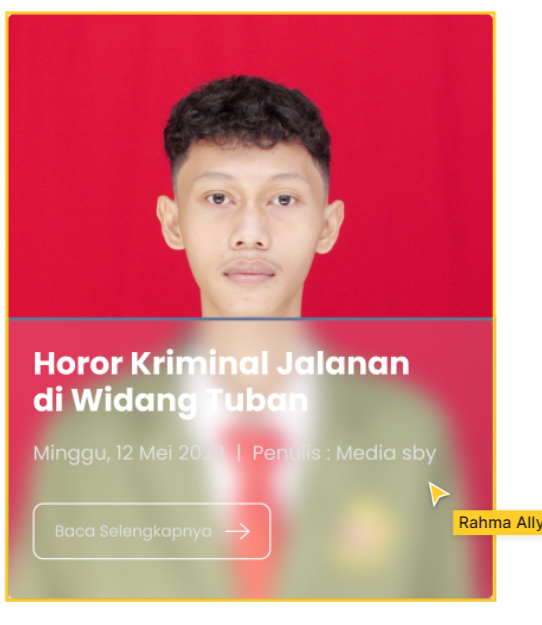 Horor Kriminal Jalanan
di Widang Tuban
Minggu, 12 Mei 2024 | Penulis : Media sby
Baca Selengkapnya
Rahma Ally